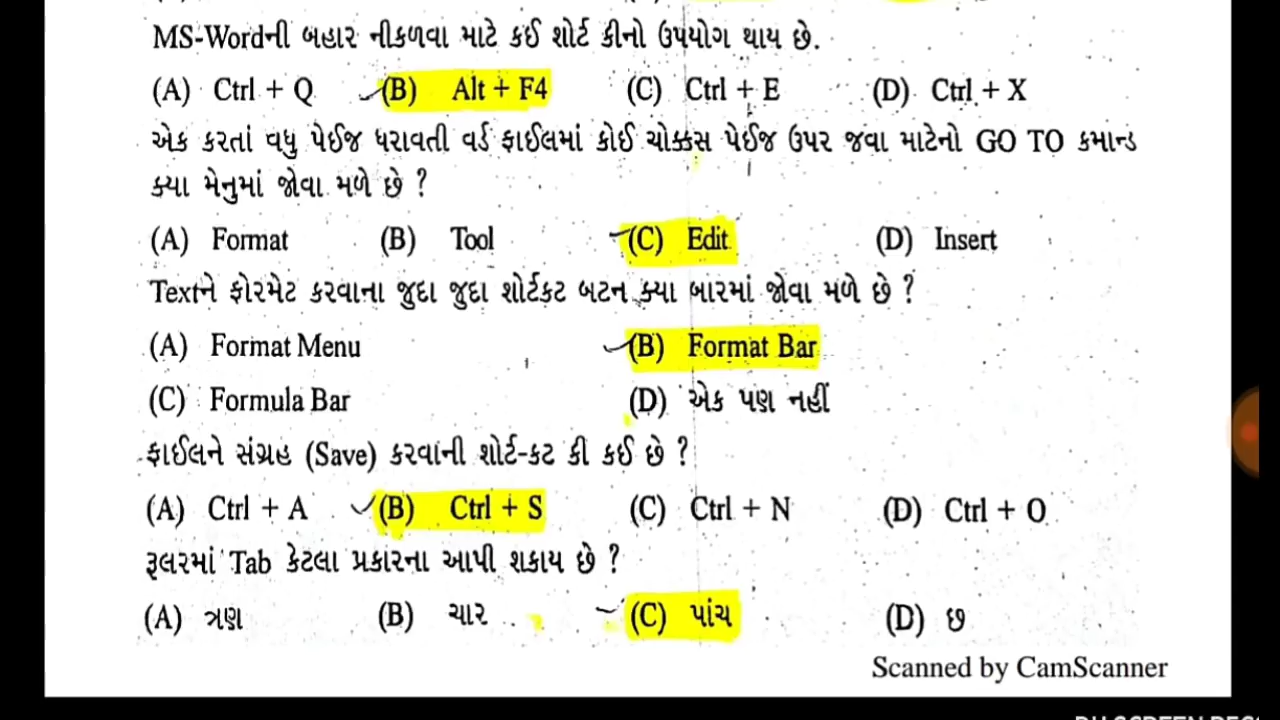 MS-Wordની બહાર નીકળવા માટે કઈ શોર્ટ કીનો ઉપયોગ થાય છે.
(A) Ctrl + Q (B) Alt + F4 (C) Ctrl + E (D) Ctrl + X
એક કરતાં વધુ પેઈજ ધરાવતી વર્ડ ફાઈલમાં કોઈ ચોક્કસ પેઈજ ઉપર જવા માટેનો GO TO કમાન્ડ
ક્યા મેનુમાં જોવા મળે છે ?
(A) Format (B) Tool (C) Edit (D) Insert
Textને ફોરમેટ કરવાના જુદા જુદા શોર્ટકટ બટન ક્યા બારમાં જોવા મળે છે ?
(A) Format Menu (B) Format Bar
(C) Formula Bar (D) એક પણ નહીં
ફાઈલને સંગ્રહ (Save) કરવાની શોર્ટ-કટ કી કઈ છે ?
(A) Ctrl + A (B) Ctrl + S (C) Ctrl + N (D) Ctrl + O
રૂલરમાં Tab કેટલા પ્રકારના આપી શકાય છે ?
(A) ત્રણ (B) ચાર (C) પાંચ (D) છ
Scanned by CamScanner